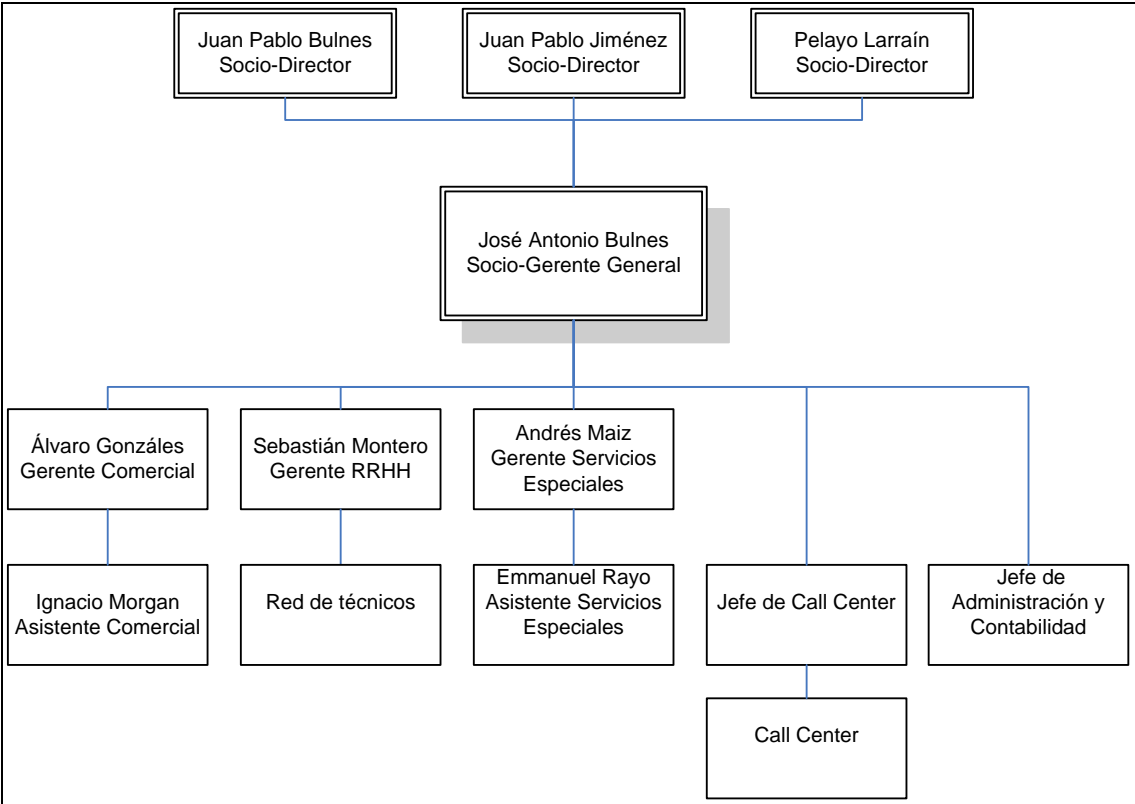 Juan Pablo Bulnes
Socio-Director
Juan Pablo Jiménez
Socio-Director
Pelayo Larraín
Socio-Director
José Antonio Bulnes
Socio-Gerente General
Álvaro Gonzáles
Gerente Comercial
Sebastián Montero
Gerente RRHH
Andrés Maiz
Gerente Servicios
Especiales
Ignacio Morgan
Asistente Comercial
Red de técnicos
Emmanuel Rayo
Asistente Servicios
Especiales
Jefe de Call Center
Jefe de
Administración y
Contabilidad
Call Center